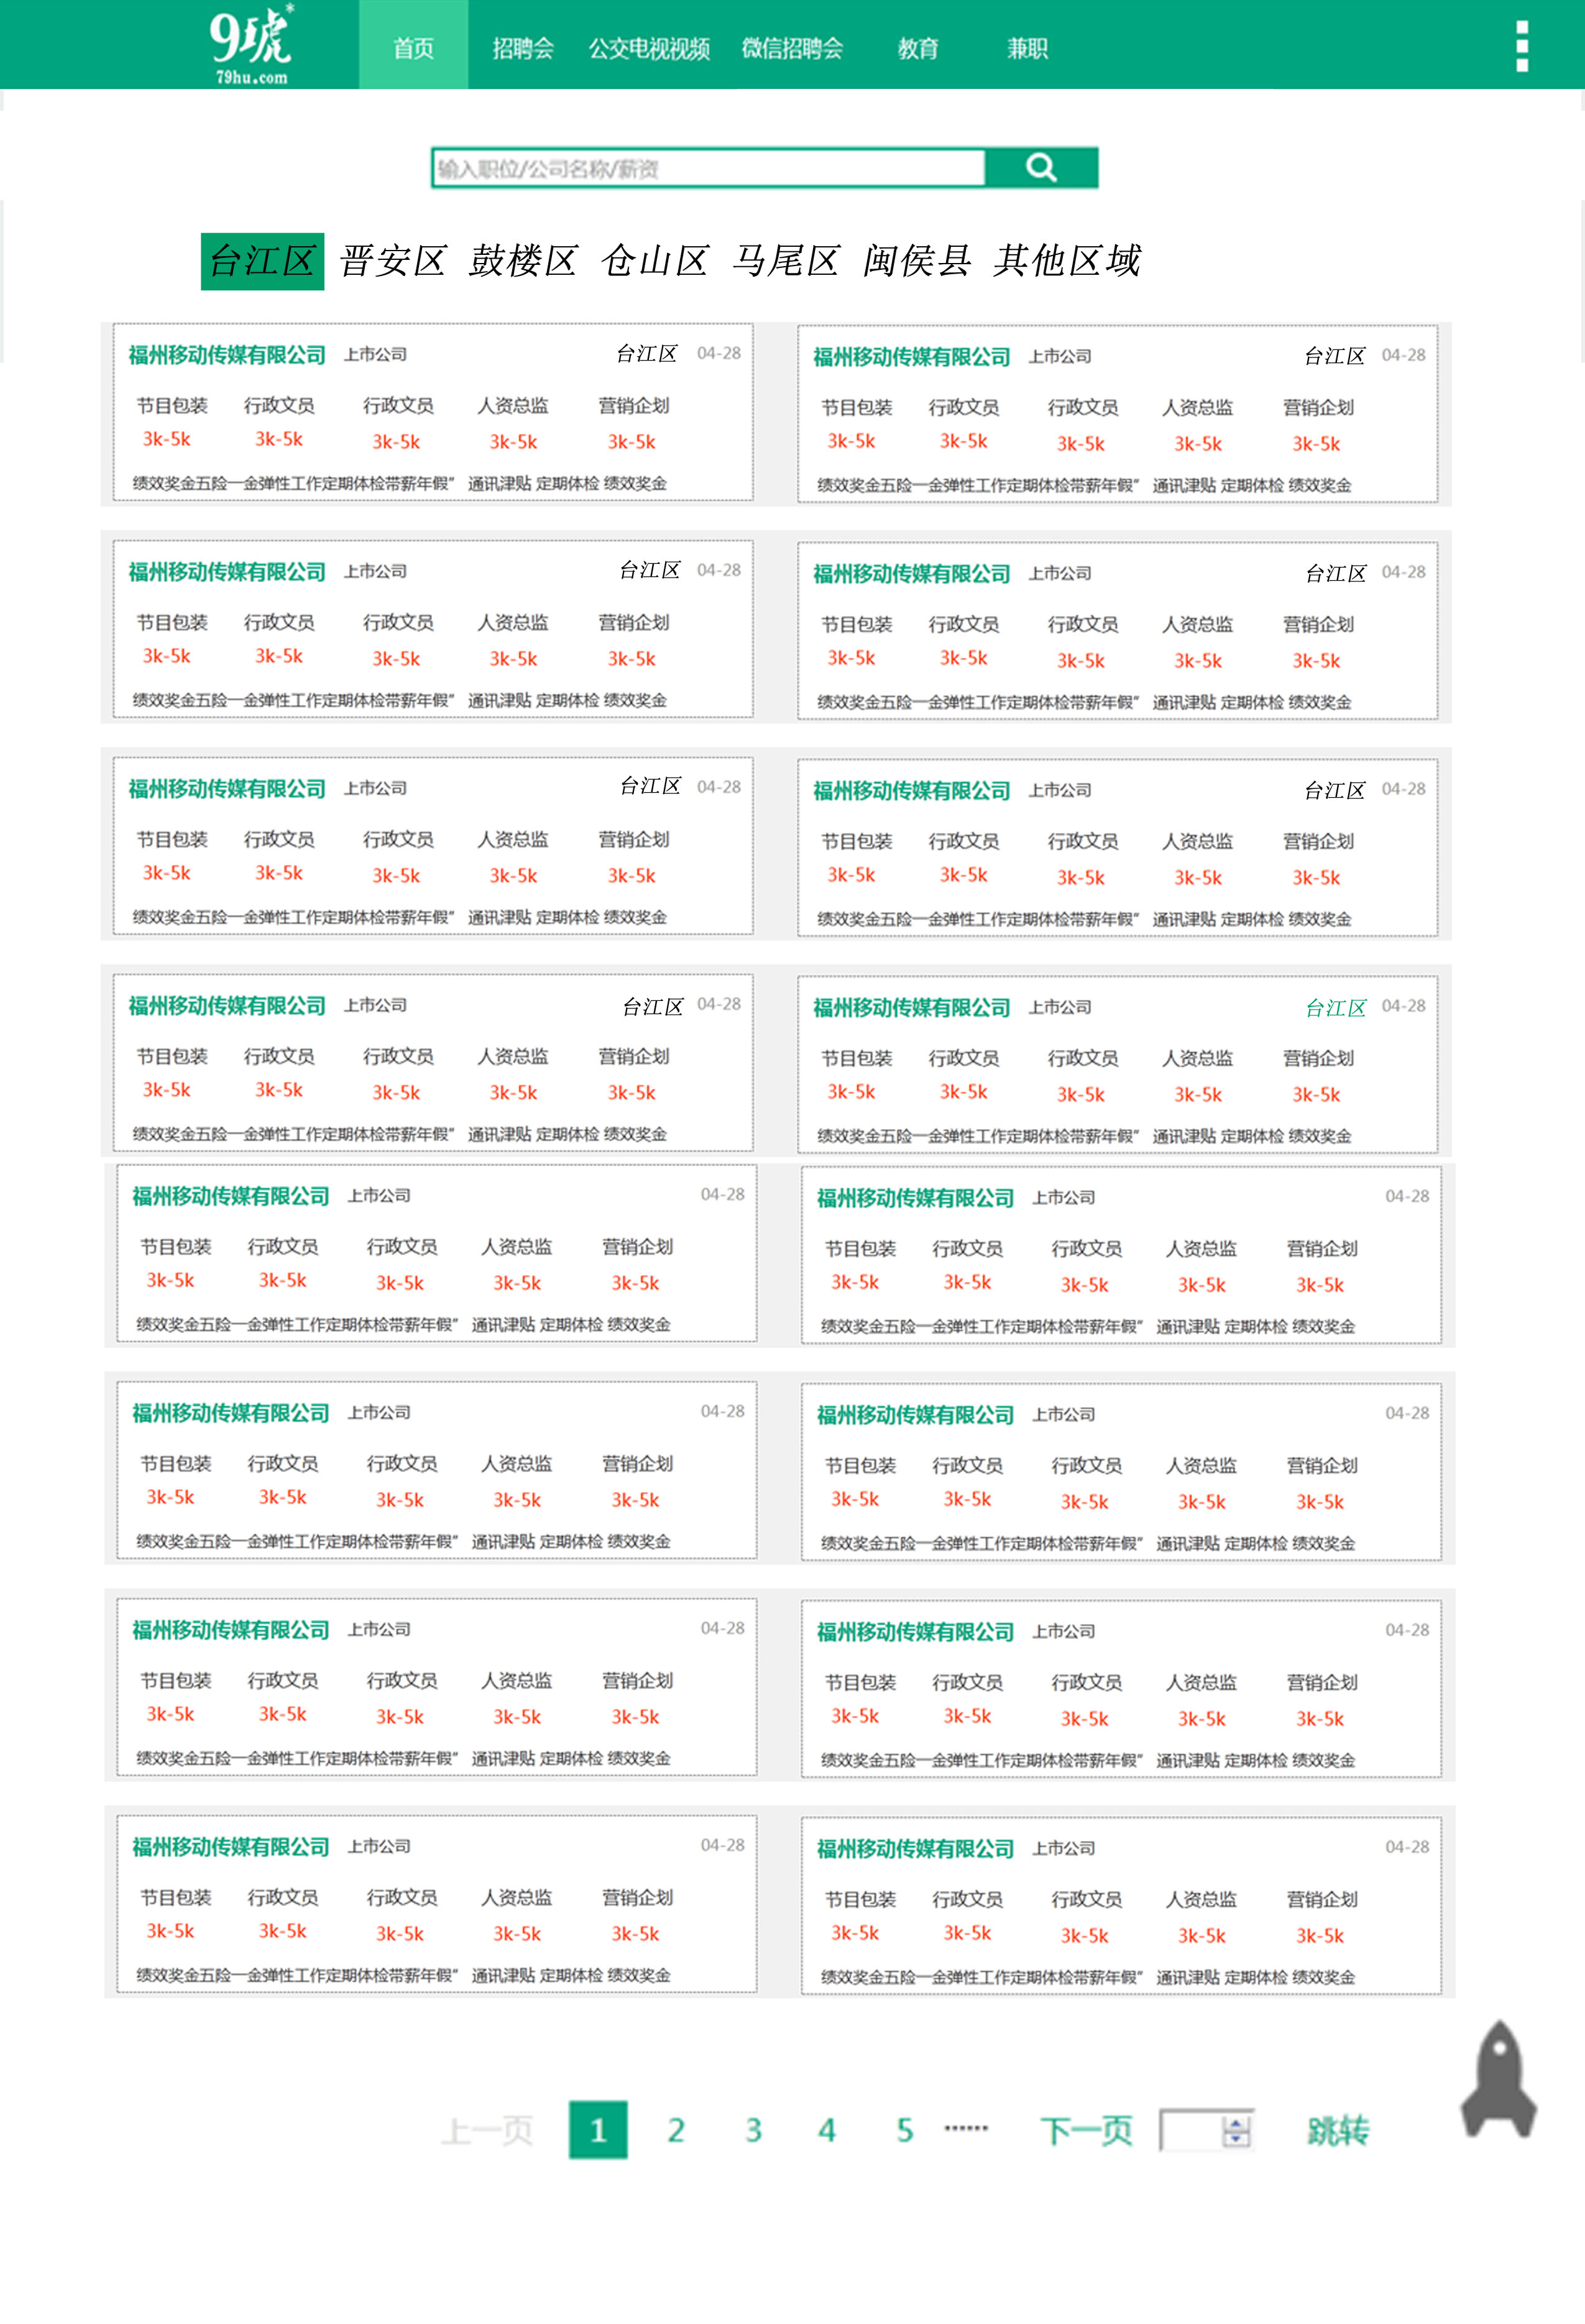 9琥*
79hu.com
首页 招聘会 公交电视视频 微信招聘会 教育 兼职
输入职位/公司名称/薪资
台江区 晋安区 鼓楼区 仓山区 马尾区 闽侯县 其他区域
福州移动传媒有限公司 上市公司 台江区 04-28
节目包装 行政文员 行政文员 人资总监 营销企划
3k-5k 3k-5k 3k-5k 3k-5k 3k-5k
绩效奖金五险一金弹性工作定期体检带薪年假” 通讯津贴 定期体检 绩效奖金
福州移动传媒有限公司 上市公司 台江区 04-28
节目包装 行政文员 行政文员 人资总监 营销企划
3k-5k 3k-5k 3k-5k 3k-5k 3k-5k
绩效奖金五险一金弹性工作定期体检带薪年假” 通讯津贴 定期体检 绩效奖金
福州移动传媒有限公司 上市公司 台江区 04-28
节目包装 行政文员 行政文员 人资总监 营销企划
3k-5k 3k-5k 3k-5k 3k-5k 3k-5k
绩效奖金五险一金弹性工作定期体检带薪年假” 通讯津贴 定期体检 绩效奖金
福州移动传媒有限公司 上市公司 台江区 04-28
节目包装 行政文员 行政文员 人资总监 营销企划
3k-5k 3k-5k 3k-5k 3k-5k 3k-5k
绩效奖金五险一金弹性工作定期体检带薪年假” 通讯津贴 定期体检 绩效奖金
福州移动传媒有限公司 上市公司 台江区 04-28
节目包装 行政文员 行政文员 人资总监 营销企划
3k-5k 3k-5k 3k-5k 3k-5k 3k-5k
绩效奖金五险一金弹性工作定期体检带薪年假” 通讯津贴 定期体检 绩效奖金
福州移动传媒有限公司 上市公司 台江区 04-28
节目包装 行政文员 行政文员 人资总监 营销企划
3k-5k 3k-5k 3k-5k 3k-5k 3k-5k
绩效奖金五险一金弹性工作定期体检带薪年假” 通讯津贴 定期体检 绩效奖金
福州移动传媒有限公司 上市公司 台江区 04-28
节目包装 行政文员 行政文员 人资总监 营销企划
3k-5k 3k-5k 3k-5k 3k-5k 3k-5k
绩效奖金五险一金弹性工作定期体检带薪年假” 通讯津贴 定期体检 绩效奖金
福州移动传媒有限公司 上市公司 台江区 04-28
节目包装 行政文员 行政文员 人资总监 营销企划
3k-5k 3k-5k 3k-5k 3k-5k 3k-5k
绩效奖金五险一金弹性工作定期体检带薪年假” 通讯津贴 定期体检 绩效奖金
福州移动传媒有限公司 上市公司 04-28
节目包装 行政文员 行政文员 人资总监 营销企划
3k-5k 3k-5k 3k-5k 3k-5k 3k-5k
绩效奖金五险一金弹性工作定期体检带薪年假” 通讯津贴 定期体检 绩效奖金
福州移动传媒有限公司 上市公司 04-28
节目包装 行政文员 行政文员 人资总监 营销企划
3k-5k 3k-5k 3k-5k 3k-5k 3k-5k
绩效奖金五险一金弹性工作定期体检带薪年假” 通讯津贴 定期体检 绩效奖金
福州移动传媒有限公司 上市公司 04-28
节目包装 行政文员 行政文员 人资总监 营销企划
3k-5k 3k-5k 3k-5k 3k-5k 3k-5k
绩效奖金五险一金弹性工作定期体检带薪年假” 通讯津贴 定期体检 绩效奖金
福州移动传媒有限公司 上市公司 04-28
节目包装 行政文员 行政文员 人资总监 营销企划
3k-5k 3k-5k 3k-5k 3k-5k 3k-5k
绩效奖金五险一金弹性工作定期体检带薪年假” 通讯津贴 定期体检 绩效奖金
福州移动传媒有限公司 上市公司 04-28
节目包装 行政文员 行政文员 人资总监 营销企划
3k-5k 3k-5k 3k-5k 3k-5k 3k-5k
绩效奖金五险一金弹性工作定期体检带薪年假” 通讯津贴 定期体检 绩效奖金
福州移动传媒有限公司 上市公司 04-28
节目包装 行政文员 行政文员 人资总监 营销企划
3k-5k 3k-5k 3k-5k 3k-5k 3k-5k
绩效奖金五险一金弹性工作定期体检带薪年假” 通讯津贴 定期体检 绩效奖金
福州移动传媒有限公司 上市公司 04-28
节目包装 行政文员 行政文员 人资总监 营销企划
3k-5k 3k-5k 3k-5k 3k-5k 3k-5k
绩效奖金五险一金弹性工作定期体检带薪年假” 通讯津贴 定期体检 绩效奖金
福州移动传媒有限公司 上市公司 04-28
节目包装 行政文员 行政文员 人资总监 营销企划
3k-5k 3k-5k 3k-5k 3k-5k 3k-5k
绩效奖金五险一金弹性工作定期体检带薪年假” 通讯津贴 定期体检 绩效奖金
上一页 1 2 3 4 5 ······ 下一页 跳转